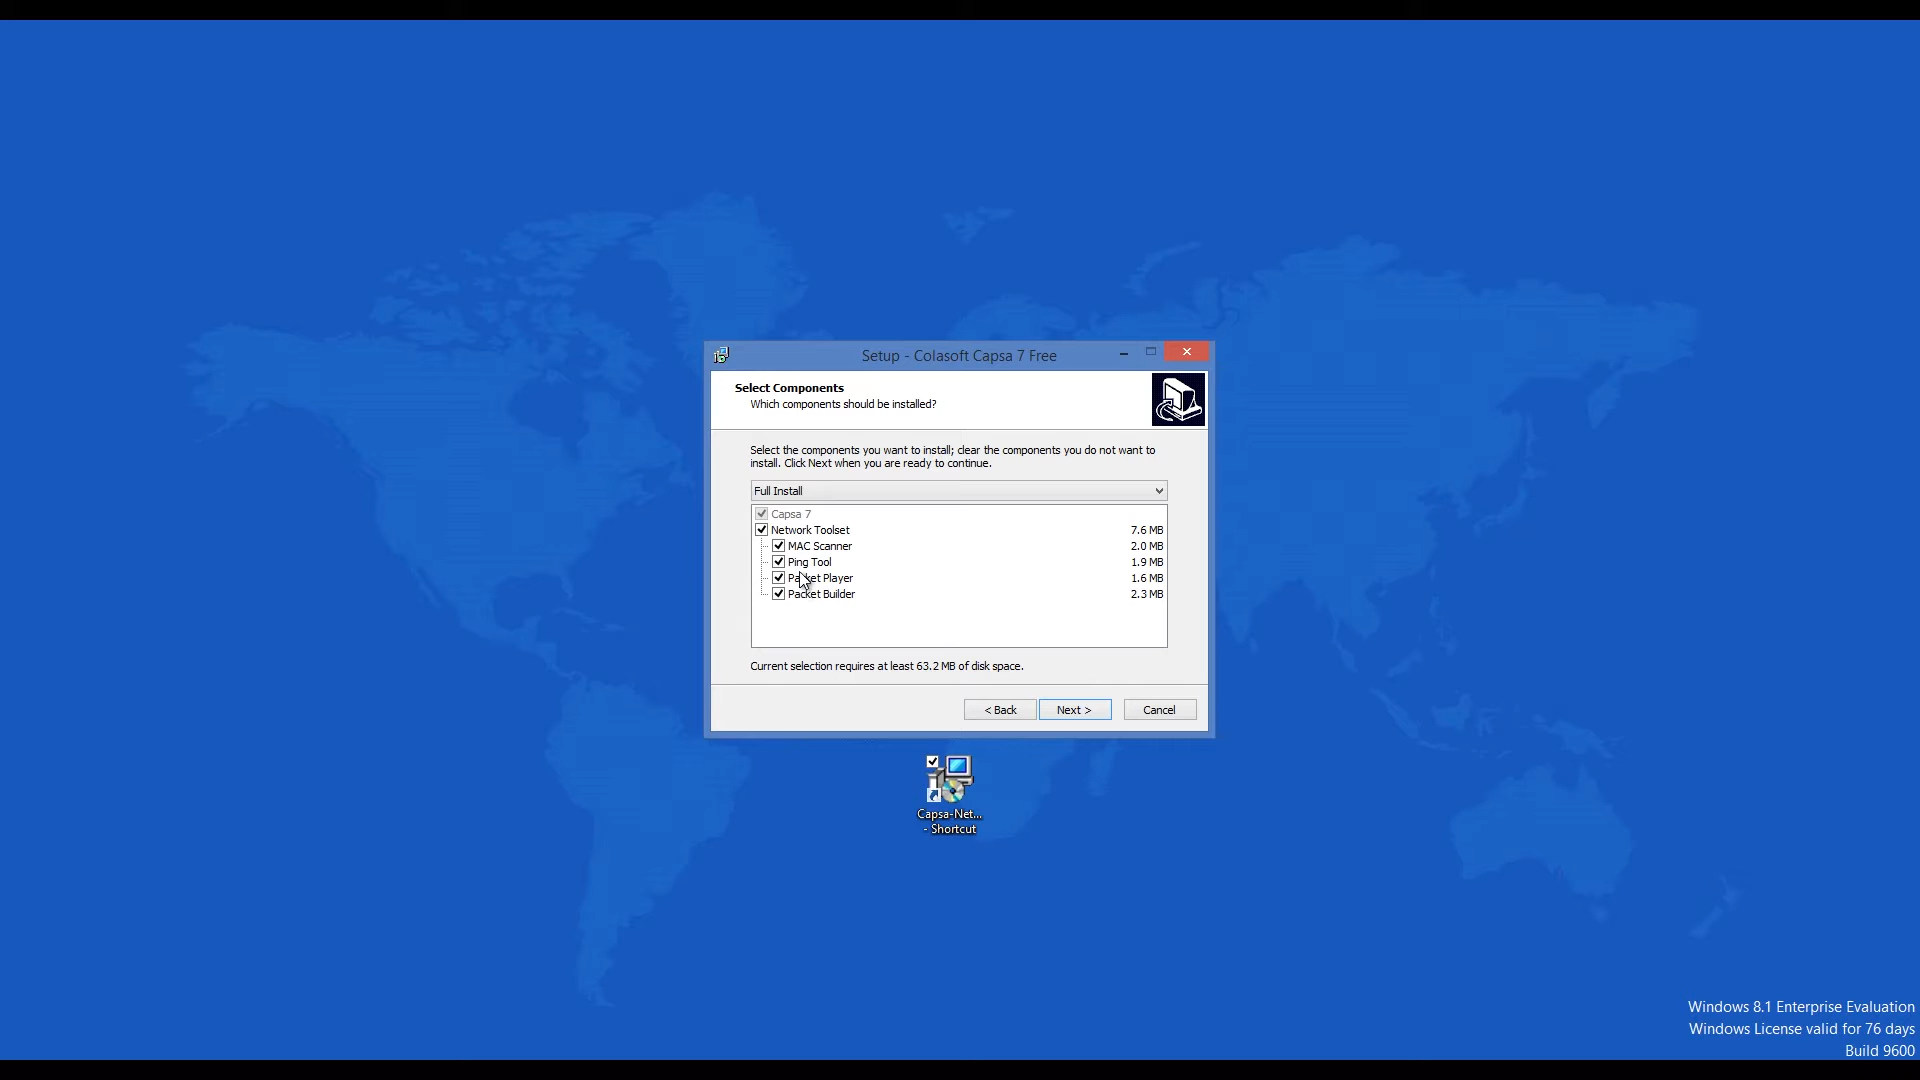 Setup - Colasoft Capsa 7 Free
Select Components
Which components should be installed?
Select the components you want to install; clear the components you do not want to
install. Click Next when you are ready to continue.
Full Install
Capsa 7
Network Toolset 7.6 MB
MAC Scanner 2.0 MB
Ping Tool 1.9 MB
Packet Player 1.6 MB
Packet Builder 2.3 MB
Current selection requires at least 63.2 MB of disk space.
< Back Next > Cancel
Capsa-Net...
- Shortcut
Windows 8.1 Enterprise Evaluation
Windows License valid for 76 days
Build 9600